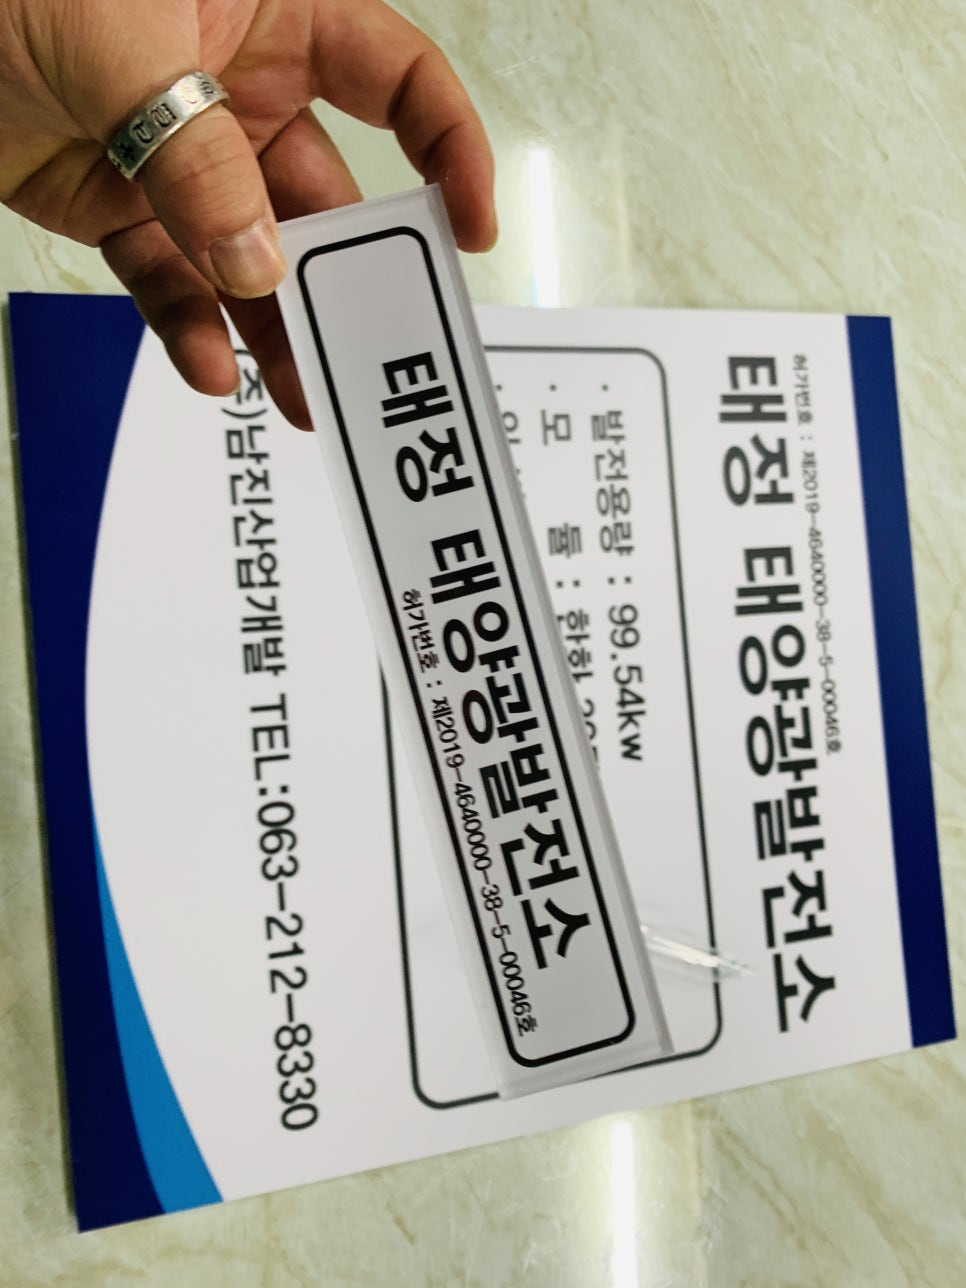 태정 태양광발전소
허가번호 : 제2019-4640000-38-5-00046호
허가번호 : 제2019-4640000-38-5-00046호
태정 태양광발전소
· 발전용량 : 99.54kw
· 모 듈 : 한화
(주)남진산업개발 TEL:063-212-8330